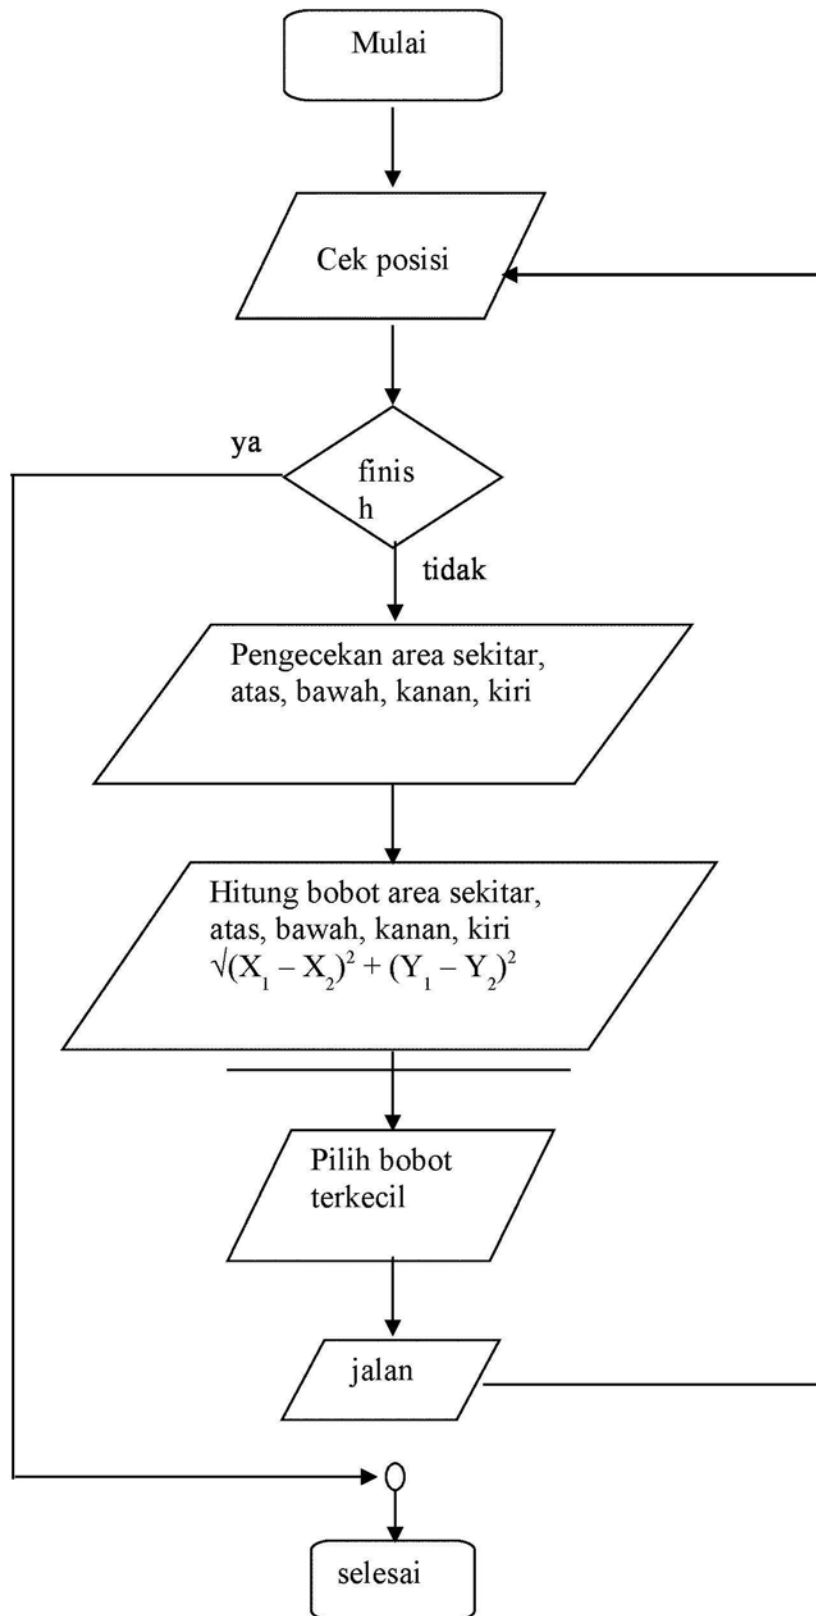 Mulai
Cek posisi
ya
finis
h
tidak
Pengecekan area sekitar,
atas, bawah, kanan, kiri
Hitung bobot area sekitar,
atas, bawah, kanan, kiri
√(X₁ – X₂)² + (Y₁ – Y₂)²
Pilih bobot
terkecil
jalan
selesai